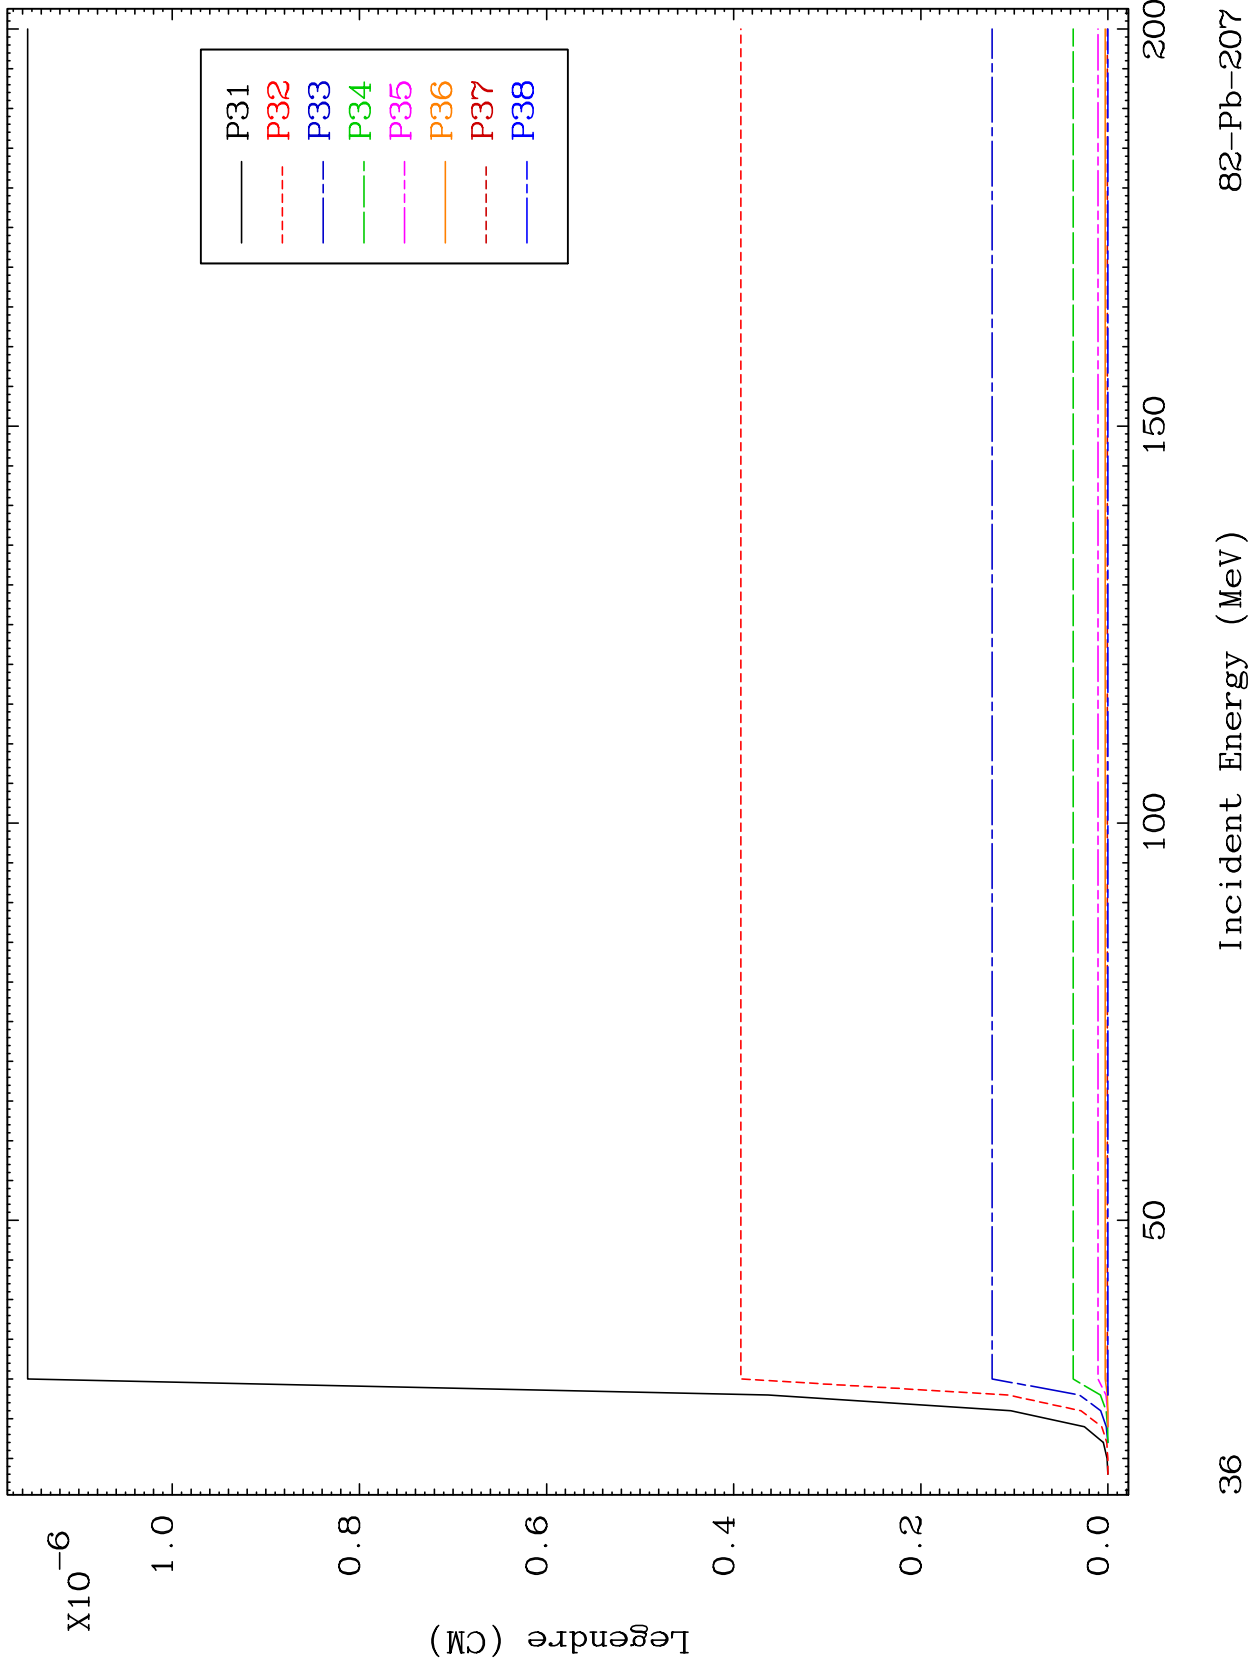 X10-6
1.0
0.8
0.6
0.4
0.2
0.0
Legendre (CM)
P31
P32
P33
P34
P35
P36
P37
P38
50
100
150
200
36
Incident Energy (MeV)
82-Pb-207